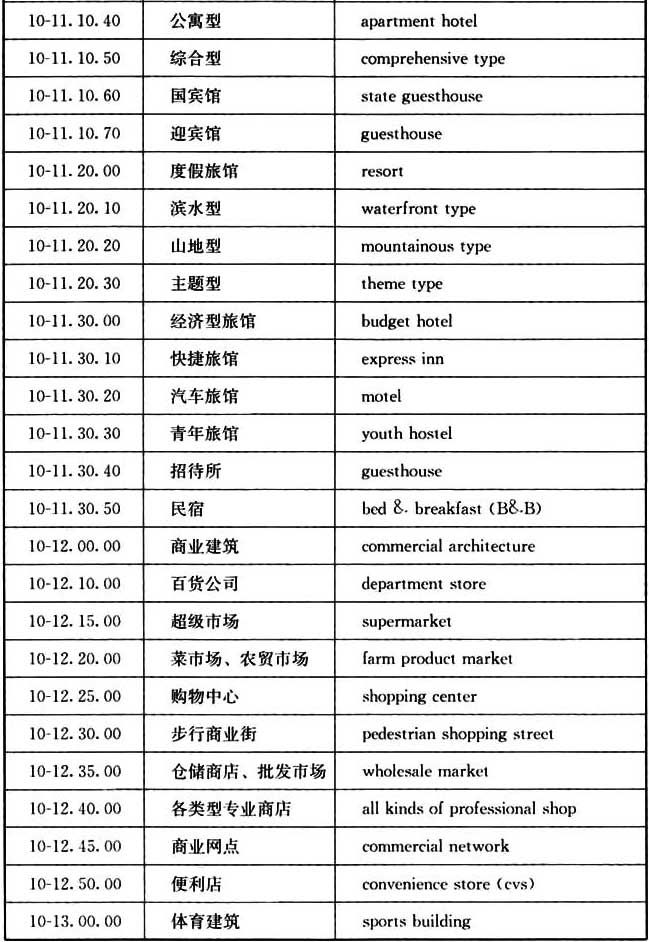 10-11.10.40 公寓型 apartment hotel
10-11.10.50 综合型 comprehensive type
10-11.10.60 国宾馆 state guesthouse
10-11.10.70 迎宾馆 guesthouse
10-11.20.00 度假旅馆 resort
10-11.20.10 滨水型 waterfront type
10-11.20.20 山地型 mountainous type
10-11.20.30 主题型 theme type
10-11.30.00 经济型旅馆 budget hotel
10-11.30.10 快捷旅馆 express inn
10-11.30.20 汽车旅馆 motel
10-11.30.30 青年旅馆 youth hostel
10-11.30.40 招待所 guesthouse
10-11.30.50 民宿 bed & breakfast (B&B)
10-12.00.00 商业建筑 commercial architecture
10-12.10.00 百货公司 department store
10-12.15.00 超级市场 supermarket
10-12.20.00 菜市场、农贸市场 farm product market
10-12.25.00 购物中心 shopping center
10-12.30.00 步行商业街 pedestrian shopping street
10-12.35.00 仓储商店、批发市场 wholesale market
10-12.40.00 各类型专业商店 all kinds of professional shop
10-12.45.00 商业网点 commercial network
10-12.50.00 便利店 convenience store (cvs)
10-13.00.00 体育建筑 sports building